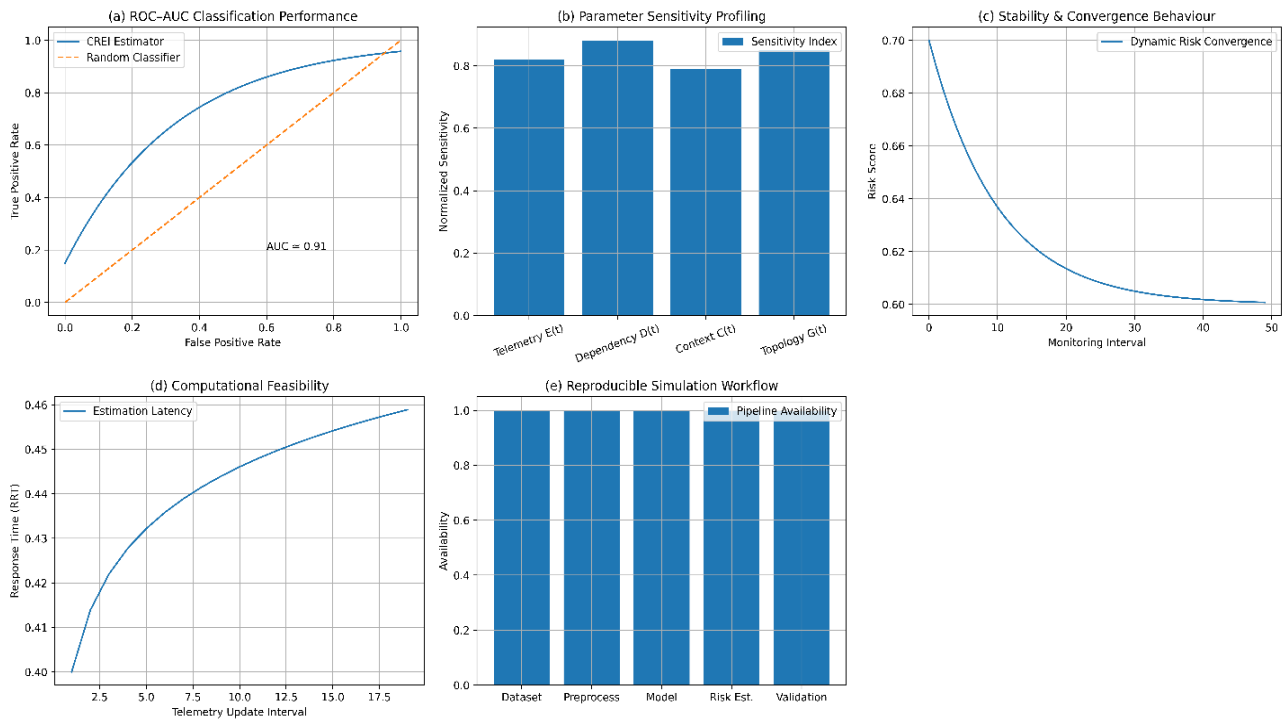 (a) ROC–AUC Classification Performance
CREI Estimator
Random Classifier
AUC = 0.91
True Positive Rate
1.0
0.8
0.6
0.4
0.2
0.0
0.0 0.2 0.4 0.6 0.8 1.0
False Positive Rate
(b) Parameter Sensitivity Profiling
Sensitivity Index
Normalized Sensitivity
0.8
0.6
0.4
0.2
0.0
Telemetry E(t) Dependency D(t) Context C(t) Topology G(t)
(c) Stability & Convergence Behaviour
Dynamic Risk Convergence
Risk Score
0.70
0.68
0.66
0.64
0.62
0.60
0 10 20 30 40 50
Monitoring Interval
(d) Computational Feasibility
Estimation Latency
Response Time (RRT)
0.46
0.45
0.44
0.43
0.42
0.41
0.40
2.5 5.0 7.5 10.0 12.5 15.0 17.5
Telemetry Update Interval
(e) Reproducible Simulation Workflow
Pipeline Availability
Availability
1.0
0.8
0.6
0.4
0.2
0.0
Dataset Preprocess Model Risk Est. Validation